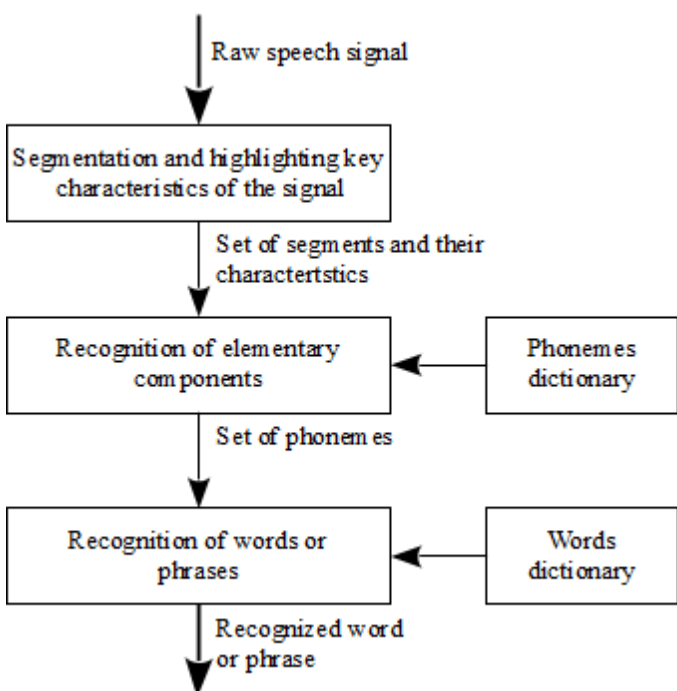 Raw speech signal
Segmentation and highlighting key
characteristics of the signal
Set of segments and their
charactertstics
Recognition of elementary
components
Phonemes
dictionary
Set of phonemes
Recognition of words or
phrases
Words
dictionary
Recognized word
or phrase